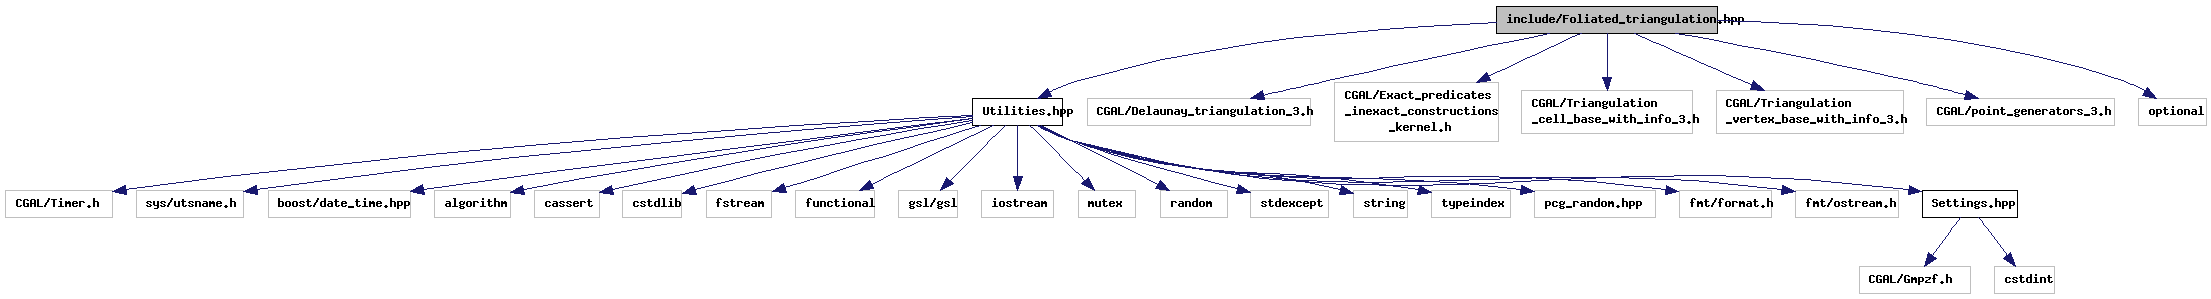 include/Foliated_triangulation.hpp
Utilities.hpp
CGAL/Delaunay_triangulation_3.h
CGAL/Exact_predicates
_inexact_constructions
_kernel.h
CGAL/Triangulation
_cell_base_with_info_3.h
CGAL/Triangulation
_vertex_base_with_info_3.h
CGAL/point_generators_3.h
optional
CGAL/Timer.h
sys/utsname.h
boost/date_time.hpp
algorithm
cassert
cstdlib
fstream
functional
gsl/gsl
iostream
mutex
random
stdexcept
string
typeindex
pcg_random.hpp
fmt/format.h
fmt/ostream.h
Settings.hpp
CGAL/Gmpzf.h
cstdint